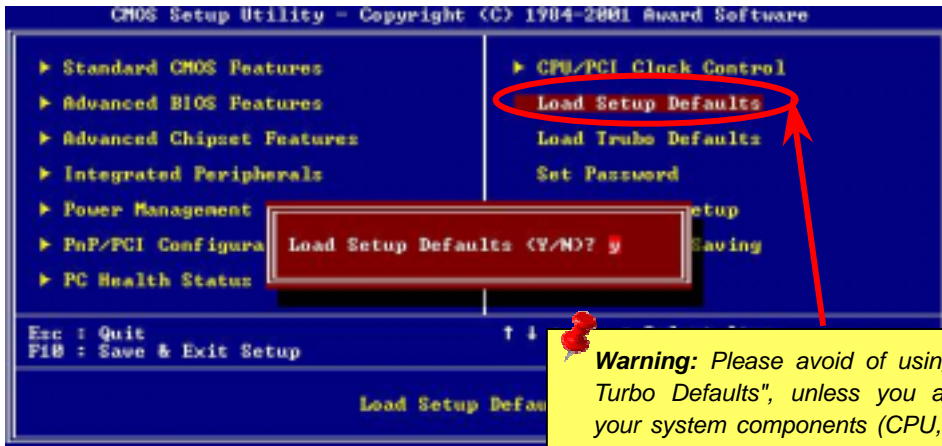 CMOS Setup Utility - Copyright (C) 1984-2001 Award Software
▶ Standard CMOS Features
▶ Advanced BIOS Features
▶ Advanced Chipset Features
▶ Integrated Peripherals
▶ Power Management
▶ PnP/PCI Configura
▶ PC Health Status
▶ CPU/PCI Clock Control
Load Setup Defaults
Load Trubo Defaults
Set Password
etup
Saving
Load Setup Defaults (Y/N)? y
Esc : Quit
F10 : Save & Exit Setup
↑ ↓
Load Setup Defau
Warning: Please avoid of usin
Turbo Defaults", unless you a
your system components (CPU,